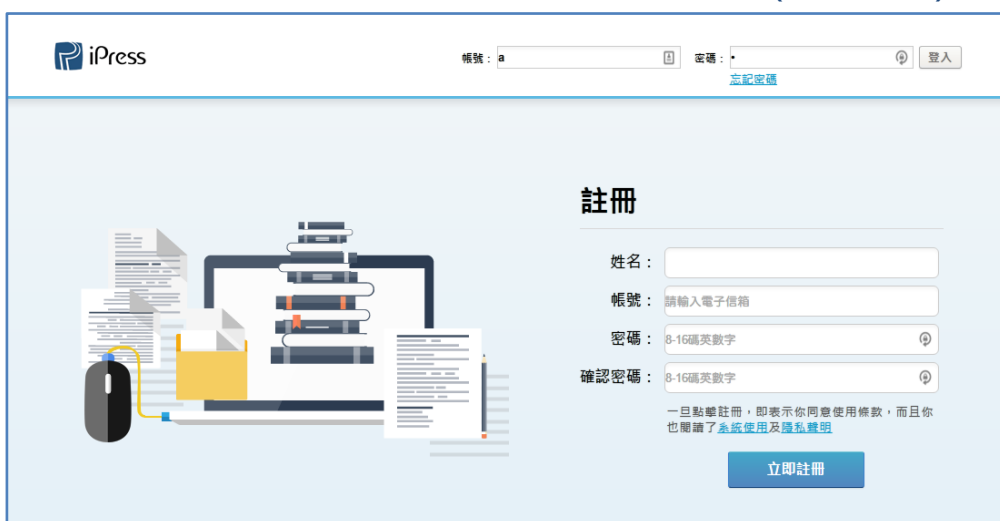 iPress
帳號：a
密碼：•
登入
忘記密碼
註冊
姓名：
帳號：請輸入電子信箱
密碼：8-16碼英數字
確認密碼：8-16碼英數字
一旦點擊註冊，即表示你同意使用條款，而且你
也閱讀了系統使用及隱私聲明
立即註冊